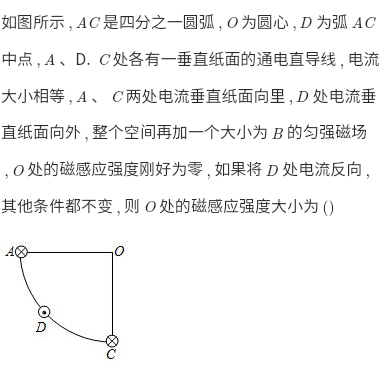 如图所示 , AC 是四分之一圆弧 , O 为圆心 , D 为弧 AC
中点 , A 、D. C 处各有一垂直纸面的通电直导线 , 电流
大小相等 , A 、 C 两处电流垂直纸面向里 , D 处电流垂
直纸面向外 , 整个空间再加一个大小为 B 的匀强磁场
, O 处的磁感应强度刚好为零 , 如果将 D 处电流反向 ,
其他条件都不变 , 则 O 处的磁感应强度大小为 ()
A
O
D
C